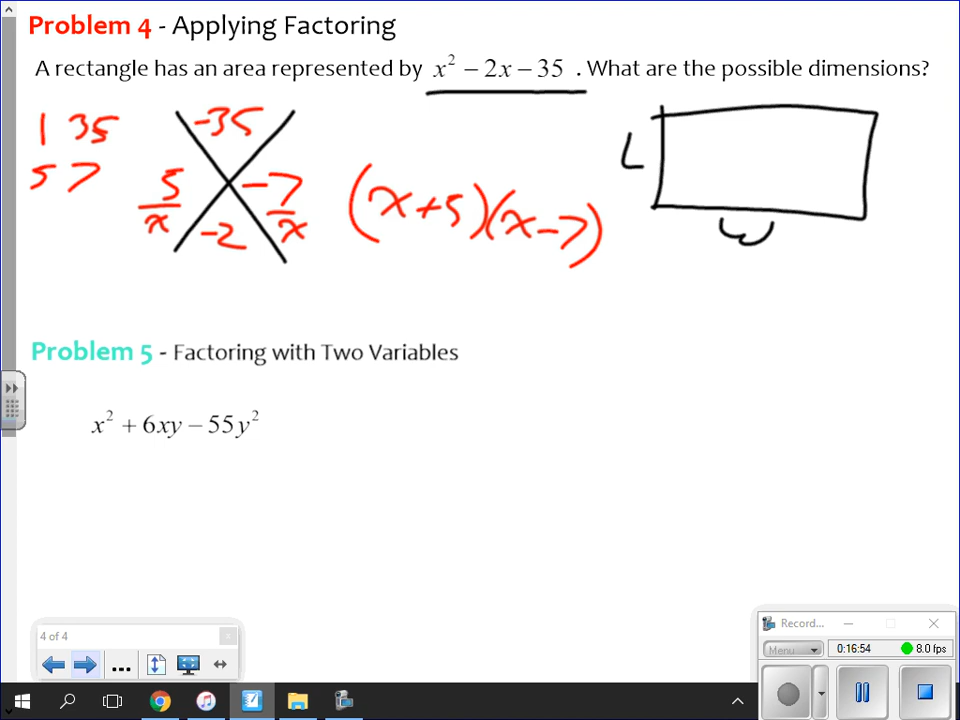 Problem 4 - Applying Factoring
A rectangle has an area represented by x² − 2x − 35 . What are the possible dimensions?
1 35
5 7
-35
5/x
-7/x
-2
(x+5)(x-7)
L
W
Problem 5 - Factoring with Two Variables
x² + 6xy − 55y²
4 of 4
Record...
Menu
0:16:54
8.0 fps